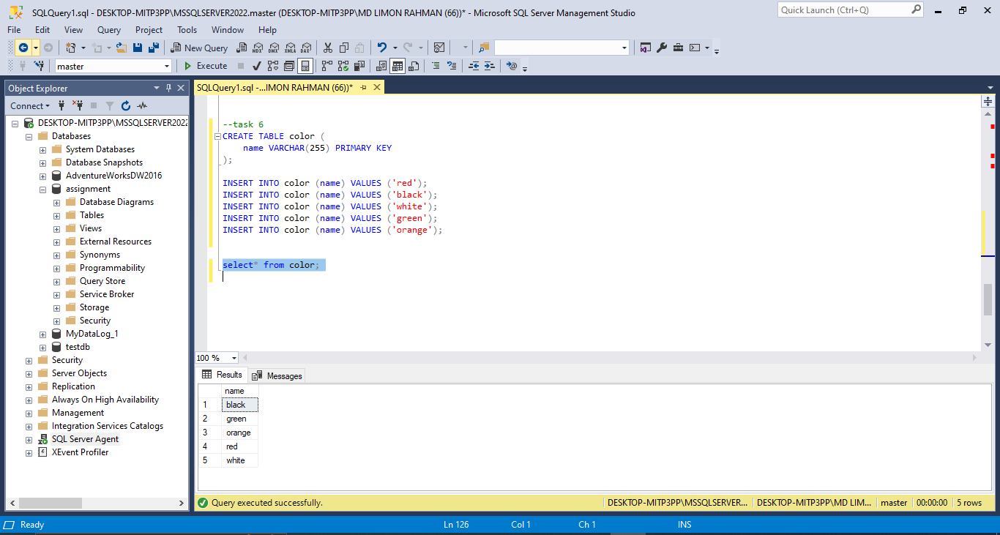 SQLQuery1.sql - DESKTOP-MITP3PP\MSSQLSERVER2022.master (DESKTOP-MITP3PP\MD LIMON RAHMAN (66))* - Microsoft SQL Server Management Studio
Quick Launch (Ctrl+Q)
File Edit View Query Project Tools Window Help
New Query MDX DMX XMLA DAX
master Execute
Object Explorer
Connect
DESKTOP-MITP3PP\MSSQLSERVER2022
Databases
System Databases
Database Snapshots
AdventureWorksDW2016
assignment
Database Diagrams
Tables
Views
External Resources
Synonyms
Programmability
Query Store
Service Broker
Storage
Security
MyDataLog_1
testdb
Security
Server Objects
Replication
Always On High Availability
Management
Integration Services Catalogs
SQL Server Agent
XEvent Profiler
SQLQuery1.sql -...IMON RAHMAN (66))*
--task 6
CREATE TABLE color (
name VARCHAR(255) PRIMARY KEY
);
INSERT INTO color (name) VALUES ('red');
INSERT INTO color (name) VALUES ('black');
INSERT INTO color (name) VALUES ('white');
INSERT INTO color (name) VALUES ('green');
INSERT INTO color (name) VALUES ('orange');
select* from color;
100 %
Results Messages
name
1 black
2 green
3 orange
4 red
5 white
Query executed successfully. DESKTOP-MITP3PP\MSSQLSERVER... DESKTOP-MITP3PP\MD LIM... master 00:00:00 5 rows
Ready Ln 126 Col 1 Ch 1 INS